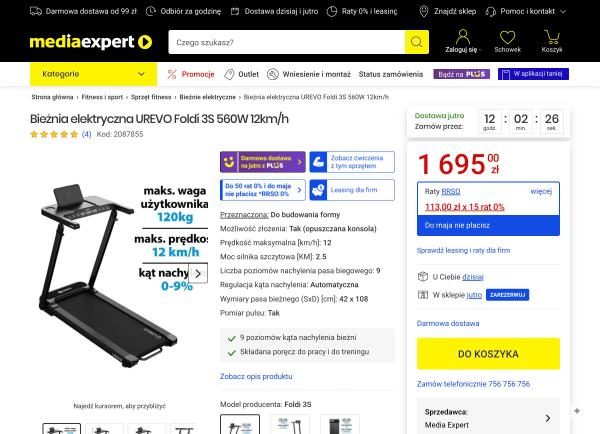 Darmowa dostawa od 99 zł
Odbiór za godzinę
Dostawa dzisiaj i jutro
Raty 0% i leasing
Znajdź sklep
Pomoc i kontakt
mediaexpert
Czego szukasz?
Zaloguj się
Schowek
Koszyk
Kategorie
Promocje
Outlet
Wniesienie i montaż
Status zamówienia
Bądź na PLUS
W aplikacji taniej
Strona główna › Fitness i sport › Sprzęt fitness › Bieżnie elektryczne › Bieżnia elektryczna UREVO Foldi 3S 560W 12km/h
Bieżnia elektryczna UREVO Foldi 3S 560W 12km/h
(4) Kod: 2087855
maks. waga
użytkownika
120kg
maks. prędkoś
12 km/h
kąt nachy
0-9%
Najedź kursorem, aby przybliżyć
Darmowa dostawa
na jutro z PLUS
Zobacz ćwiczenia
z tym sprzętem
Do 50 rat 0% i do maja
nie płacisz *RRSO 0%
Leasing dla firm
Przeznaczona: Do budowania formy
Możliwość złożenia: Tak (opuszczana konsola)
Prędkość maksymalna [km/h]: 12
Moc silnika szczytowa [KM]: 2.5
Liczba poziomów nachylenia pasa biegowego: 9
Regulacja kąta nachylenia: Automatyczna
Wymiary pasa bieżnego (SxD) [cm]: 42 x 108
Pomiar pulsu: Tak
9 poziomów kąta nachylenia bieżni
Składana poręcz do pracy i do treningu
Zobacz opis produktu
Model producenta: Foldi 3S
Dostawa jutro
Zamów przez:
12 : 02 : 26
godz. min. sek.
1 695 00
zł
Raty RRSO
więcej
113,00 zł x 15 rat 0%
Do maja nie płacisz
Sprawdź leasing i raty dla firm
U Ciebie dzisiaj
W sklepie jutro
ZAREZERWUJ
Darmowa dostawa
DO KOSZYKA
Zamów telefonicznie 756 756 756
Sprzedawca:
Media Expert